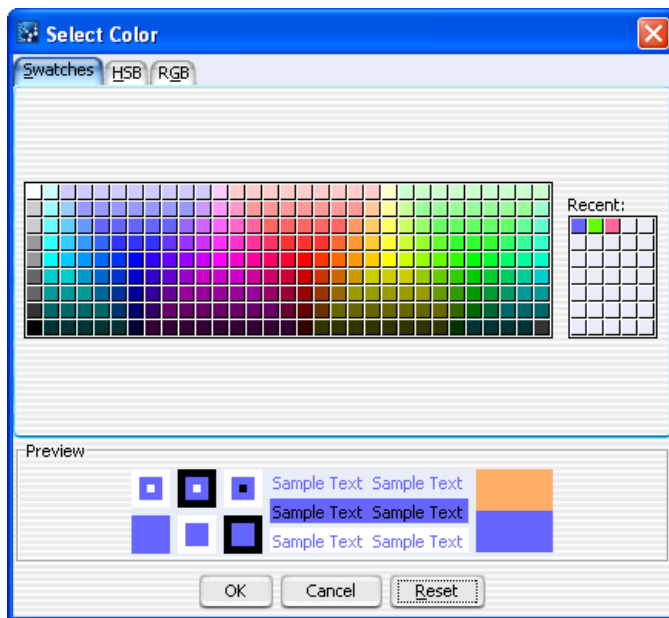 Select Color
Swatches HSB RGB
Recent:
Preview
Sample Text Sample Text
Sample Text Sample Text
Sample Text Sample Text
OK Cancel Reset